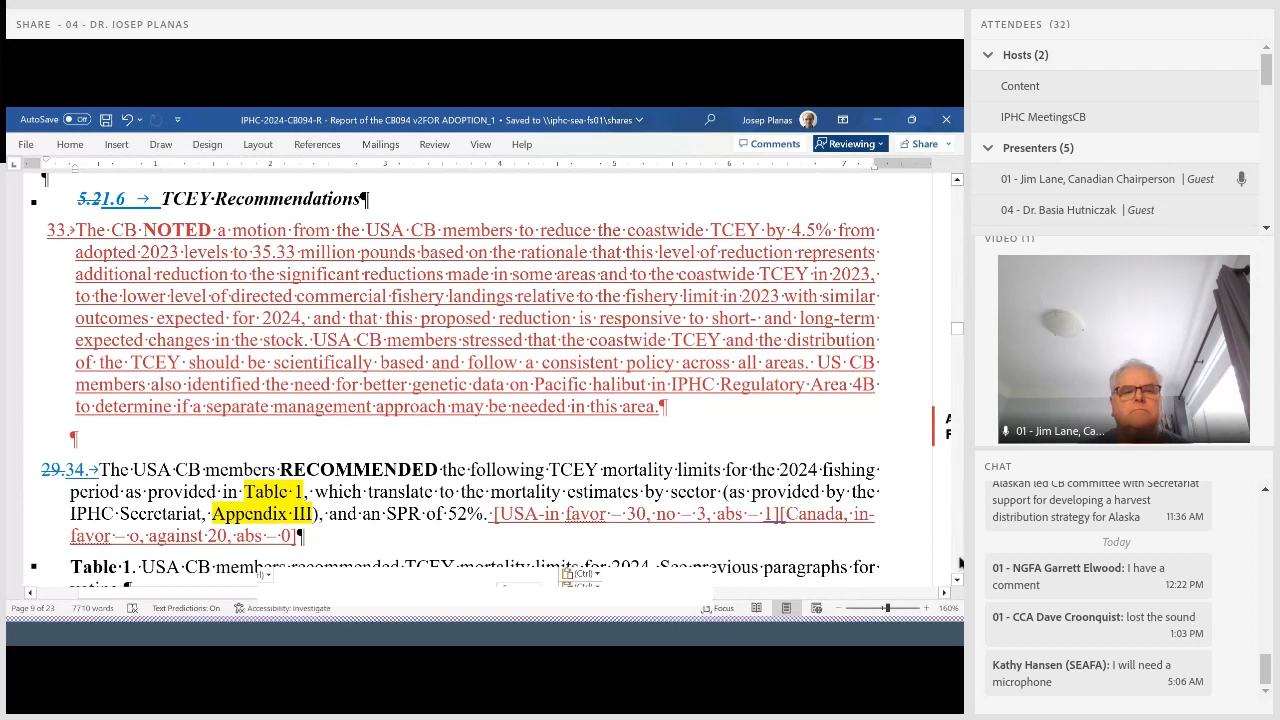 SHARE - 04 - DR. JOSEP PLANAS
AutoSave Off
IPHC-2024-CB094-R - Report of the CB094 v2FOR ADOPTION_1 • Saved to \\iphc-sea-fs01\shares
Josep Planas
File Home Insert Draw Design Layout References Mailings Review View Help
Comments Reviewing Share
1 2 3 4 5 6 7
5.21.6 → TCEY·Recommendations¶
33.The·CB·NOTED·a·motion·from·the·USA·CB·members·to·reduce·the·coastwide·TCEY·by·4.5%·from·
adopted·2023·levels·to·35.33·million·pounds·based·on·the·rationale·that·this·level·of·reduction·represents·
additional·reduction·to·the·significant·reductions·made·in·some·areas·and·to·the·coastwide·TCEY·in·2023,·
to·the·lower·level·of·directed·commercial·fishery·landings·relative·to·the·fishery·limit·in·2023·with·similar·
outcomes·expected·for·2024,·and·that·this·proposed·reduction·is·responsive·to·short-·and·long-term·
expected·changes·in·the·stock.·USA·CB·members·stressed·that·the·coastwide·TCEY·and·the·distribution·
of·the·TCEY·should·be·scientifically·based·and·follow·a·consistent·policy·across·all·areas.·US·CB·
members·also·identified·the·need·for·better·genetic·data·on·Pacific·halibut·in·IPHC·Regulatory·Area·4B·
to·determine·if·a·separate·management·approach·may·be·needed·in·this·area.¶
¶
29.34.→The·USA·CB·members·RECOMMENDED·the·following·TCEY·mortality·limits·for·the·2024·fishing·
period·as·provided·in·Table·1,·which·translate·to·the·mortality·estimates·by·sector·(as·provided·by·the·
IPHC·Secretariat,·Appendix·III),·and·an·SPR·of·52%.·[USA-in·favor·–·30,·no·–·3,·abs·–·1][Canada,·in-
favor·–·o,·against·20,·abs·–0]¶
Table·1.·USA·CB·members·recommended·TCEY·mortality·limits·for·2024.·See·previous·paragraphs·for·
(Ctrl)
Page 9 of 23 7710 words Text Predictions: On Accessibility: Investigate Focus 160%
ATTENDEES (32)
Hosts (2)
Content
IPHC MeetingsCB
Presenters (5)
01 - Jim Lane, Canadian Chairperson | Guest
04 - Dr. Basia Hutniczak | Guest
VIDEO (1)
01 - Jim Lane, Ca...
CHAT
Alaskan led CB committee with Secretariat
support for developing a harvest
distribution strategy for Alaska
11:36 AM
Today
01 - NGFA Garrett Elwood: I have a
comment
12:22 PM
01 - CCA Dave Croonquist: lost the sound
1:03 PM
Kathy Hansen (SEAFA): I will need a
microphone
5:06 AM